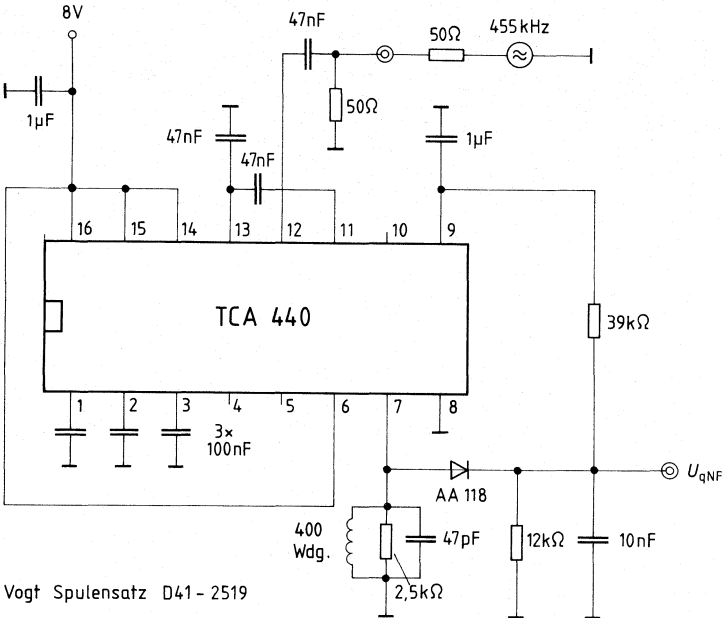 8V
47nF
50Ω
455kHz
1µF
50Ω
47nF
47nF
1µF
16 15 14 13 12 11 10 9
TCA 440
39kΩ
1 2 3 4 5 6 7 8
3×
100nF
AA 118
UqNF
400
Wdg.
47pF
12kΩ
10nF
2,5kΩ
Vogt Spulensatz D41-2519